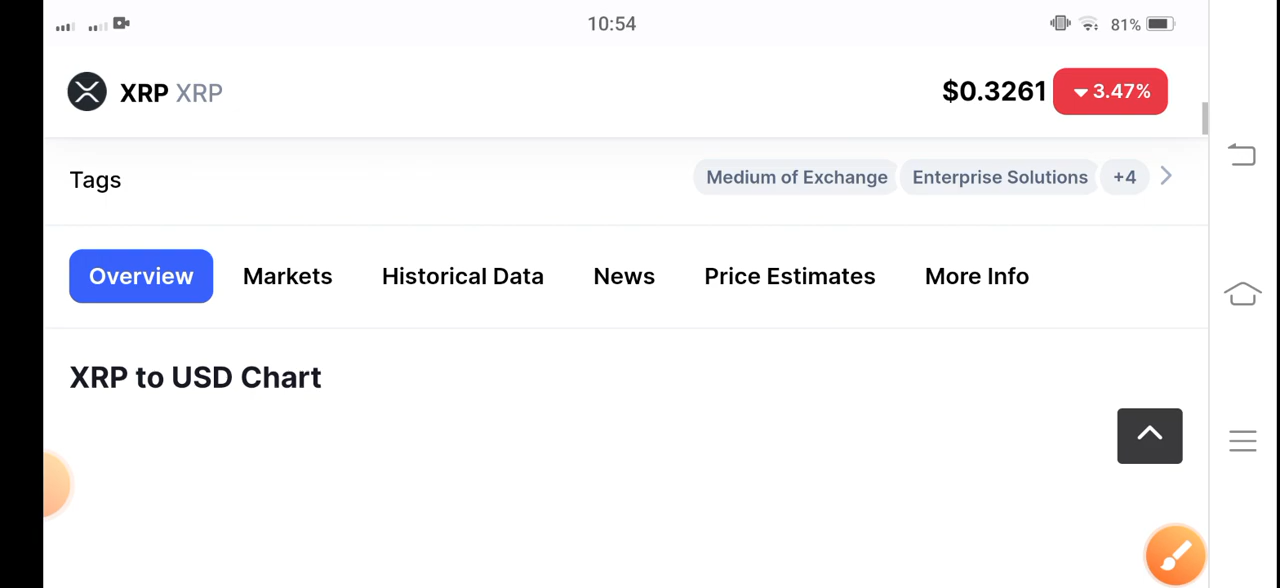 10:54
81%
XRP XRP
$0.3261 3.47%
Tags
Medium of Exchange Enterprise Solutions +4
Overview Markets Historical Data News Price Estimates More Info
XRP to USD Chart